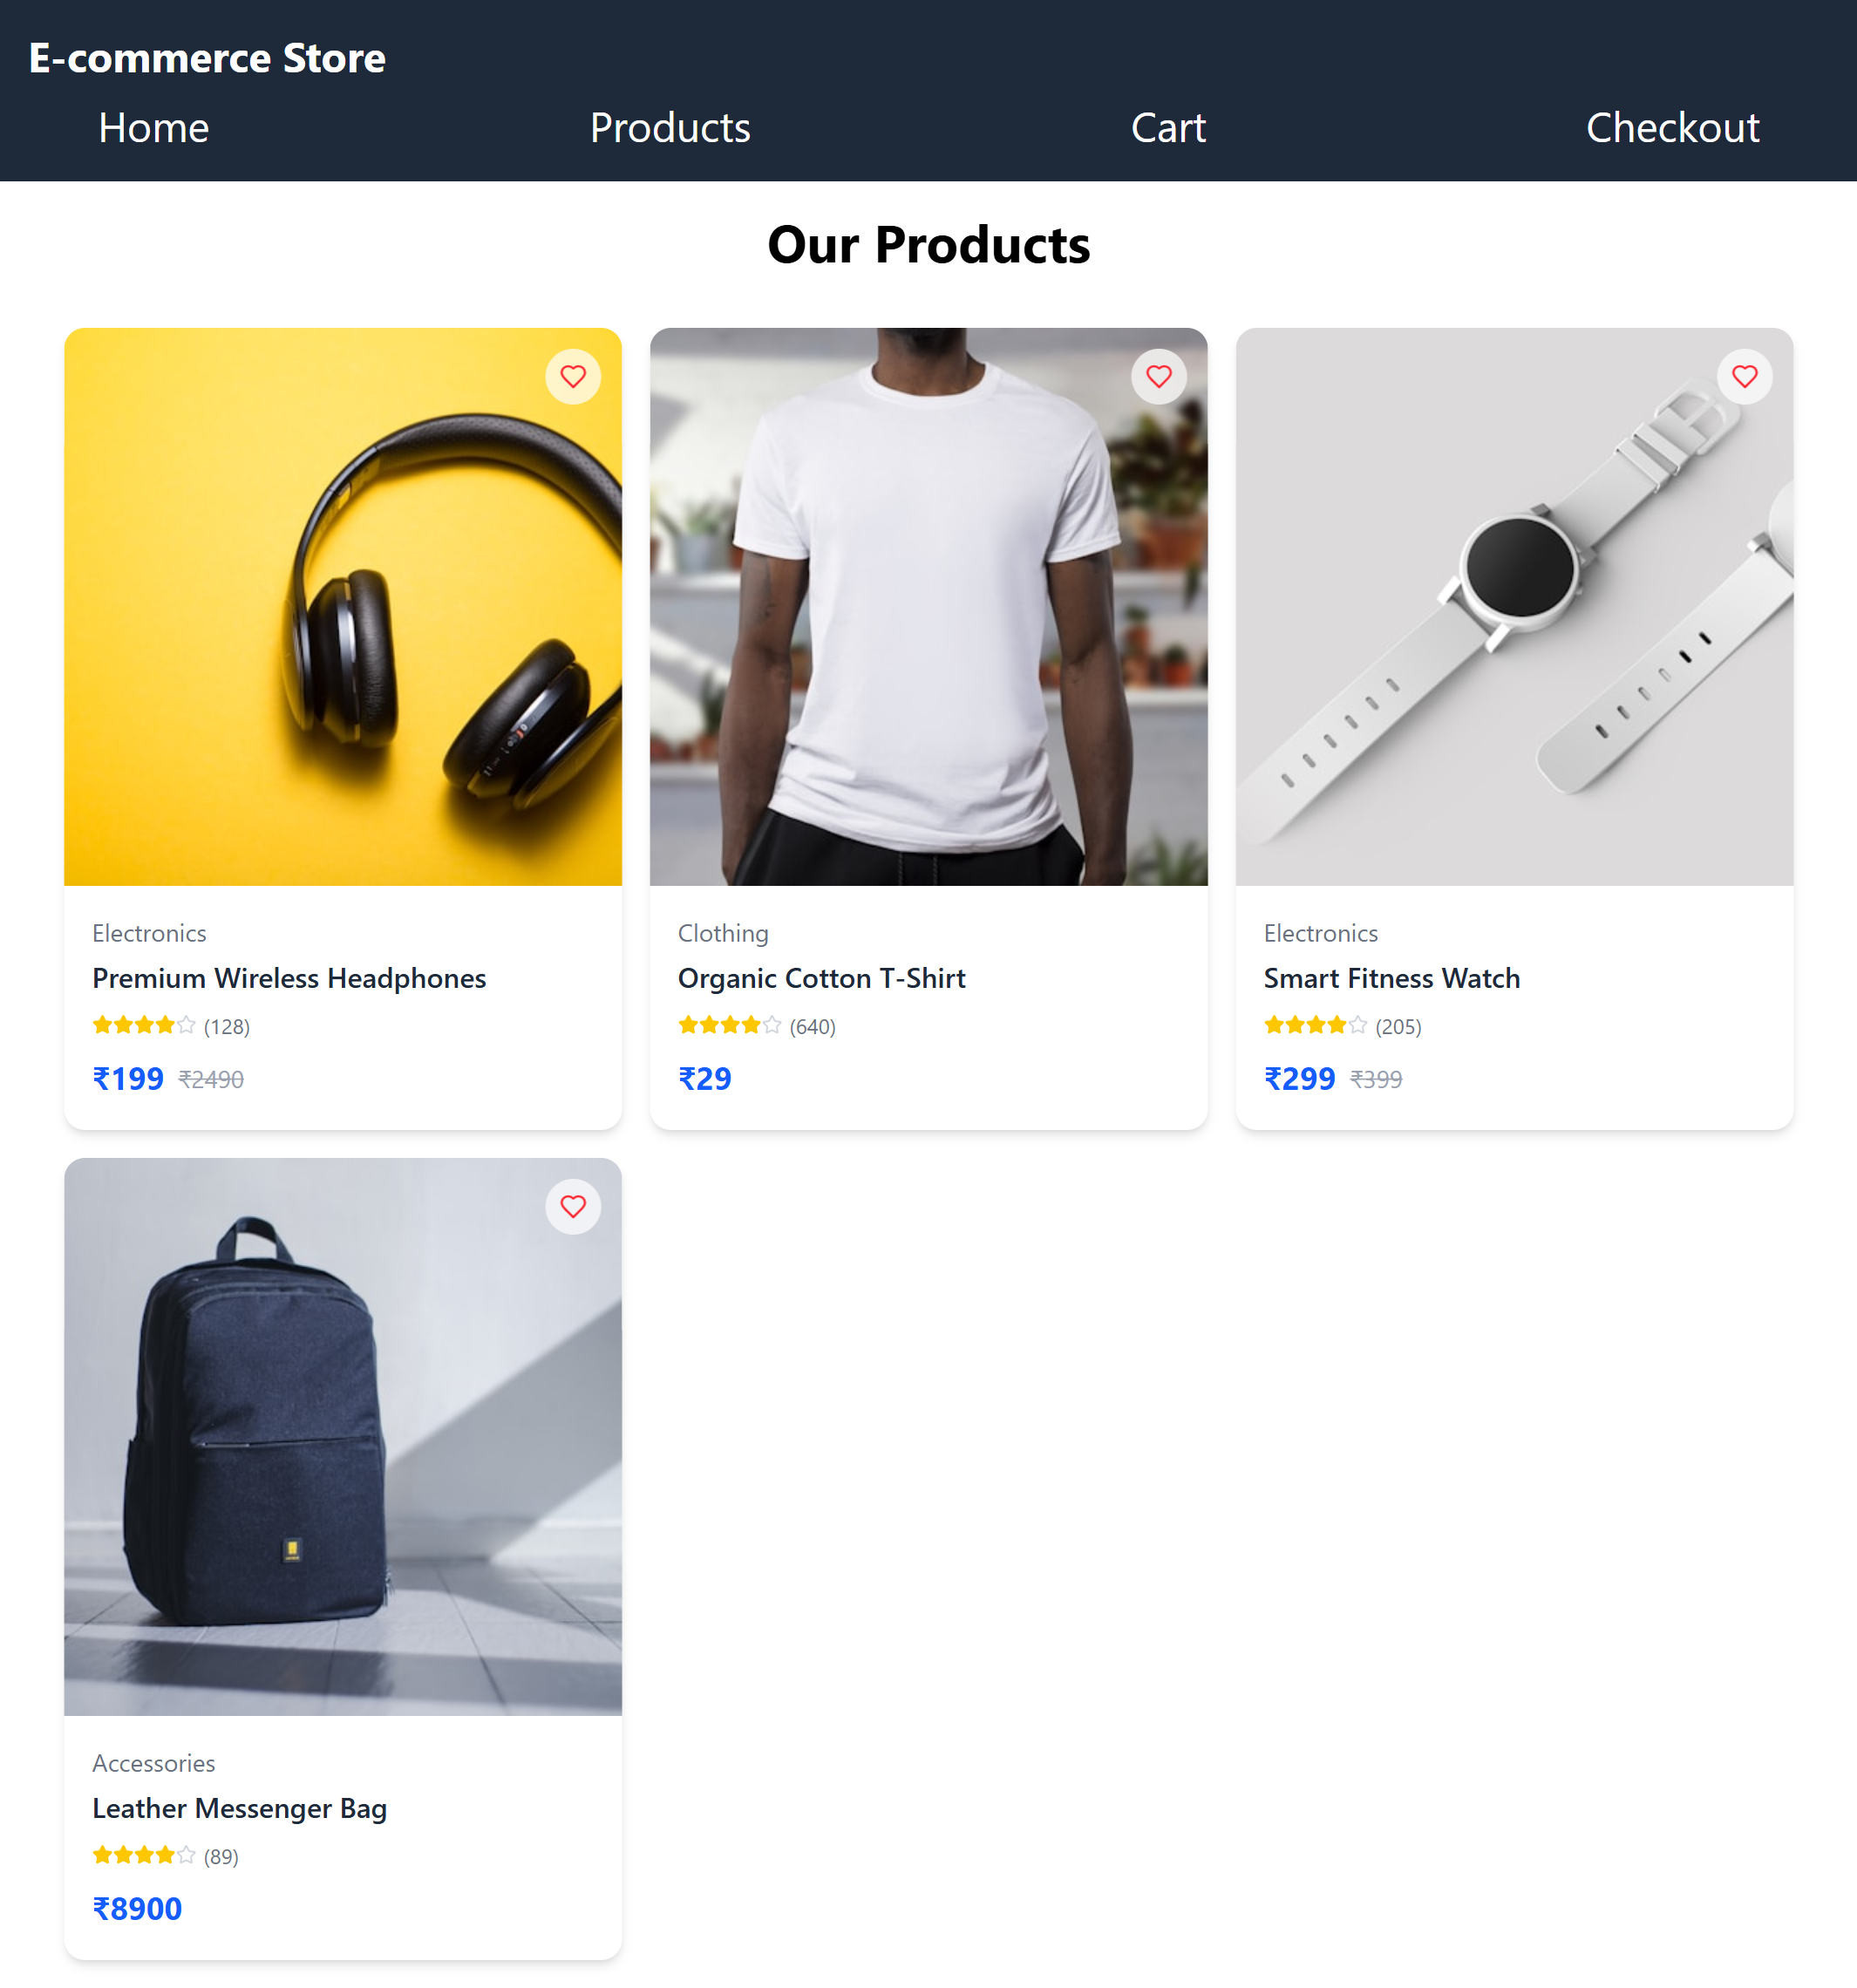 E-commerce Store
Home Products Cart Checkout
Our Products
Electronics
Premium Wireless Headphones
(128)
₹199 ₹2490
Clothing
Organic Cotton T-Shirt
(640)
₹29
Electronics
Smart Fitness Watch
(205)
₹299 ₹399
Accessories
Leather Messenger Bag
(89)
₹8900